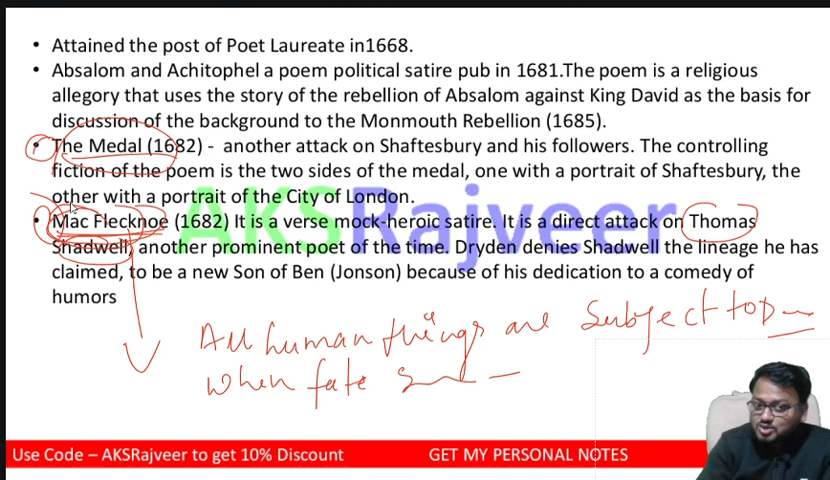 • Attained the post of Poet Laureate in1668.
• Absalom and Achitophel a poem political satire pub in 1681.The poem is a religious
allegory that uses the story of the rebellion of Absalom against King David as the basis for
discussion of the background to the Monmouth Rebellion (1685).
• The Medal (1682) - another attack on Shaftesbury and his followers. The controlling
fiction of the poem is the two sides of the medal, one with a portrait of Shaftesbury, the
other with a portrait of the City of London.
AKSRajveer
• Mac Flecknoe (1682) It is a verse mock-heroic satire. It is a direct attack on Thomas
Shadwell, another prominent poet of the time. Dryden denies Shadwell the lineage he has
claimed, to be a new Son of Ben (Jonson) because of his dedication to a comedy of
humors
All human things are Subject to D
when fate
Use Code – AKSRajveer to get 10% Discount GET MY PERSONAL NOTES